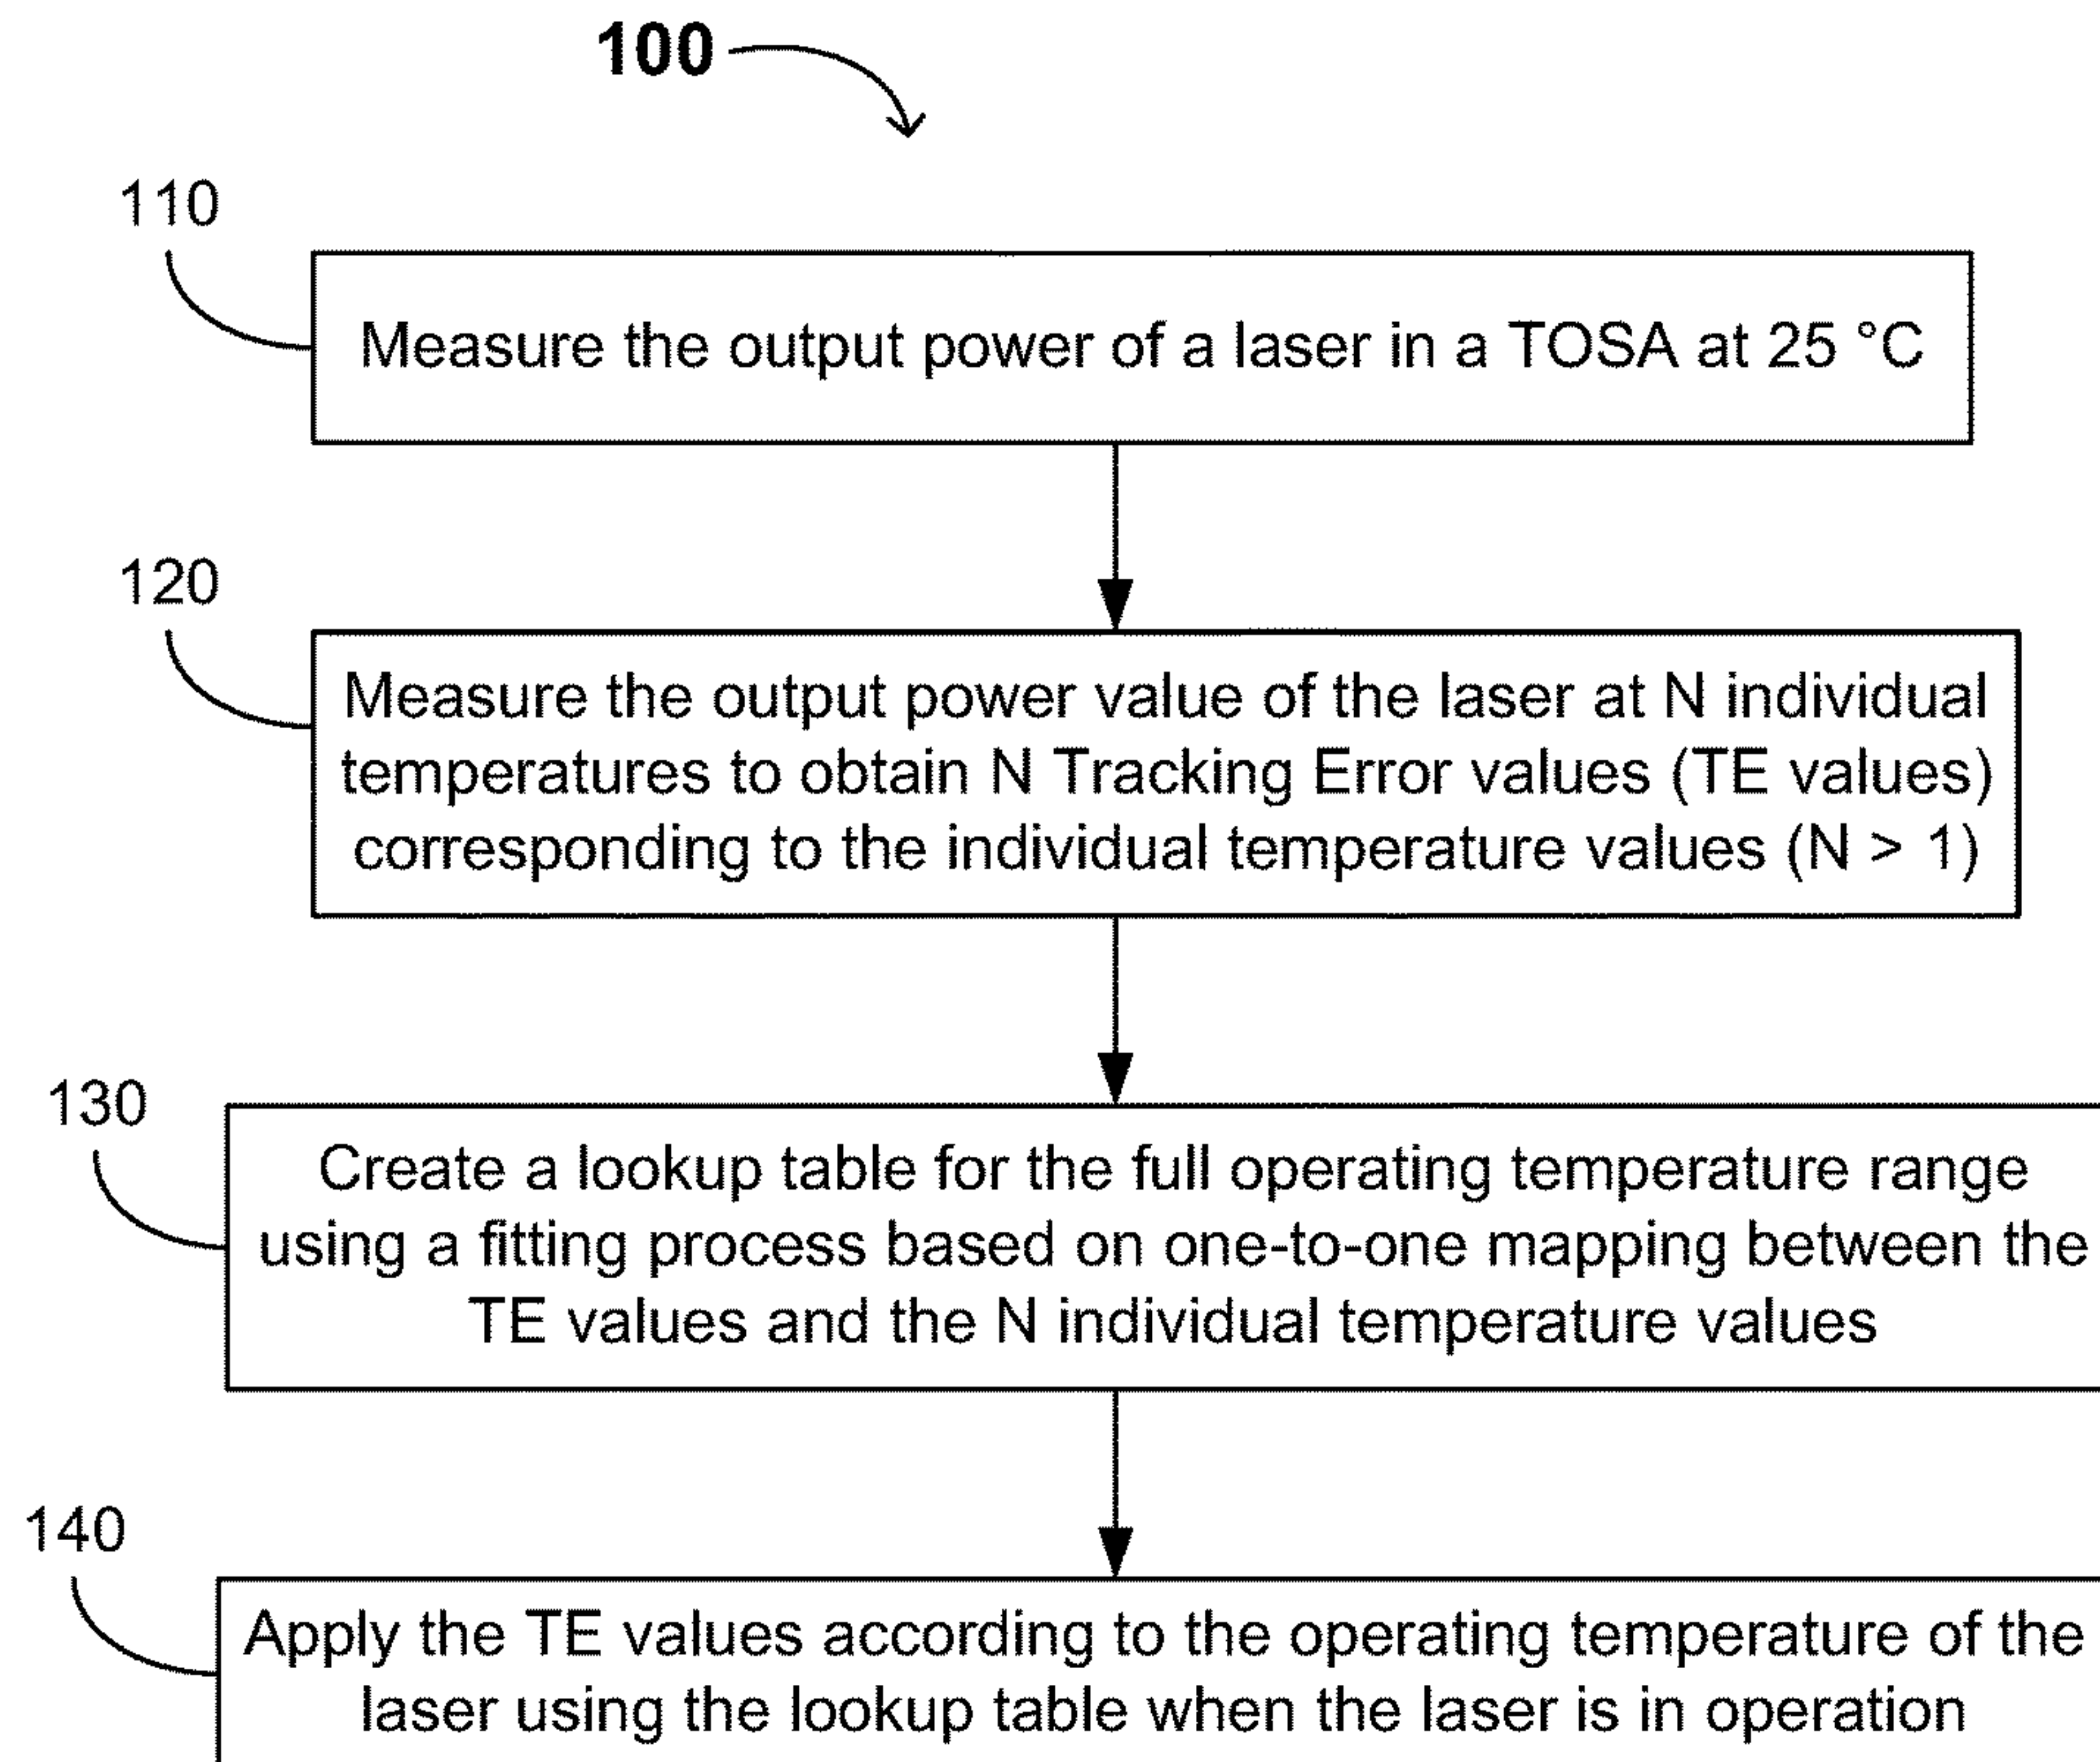 100
110
Measure the output power of a laser in a TOSA at 25 °C
120
Measure the output power value of the laser at N individual
temperatures to obtain N Tracking Error values (TE values)
corresponding to the individual temperature values (N > 1)
130
Create a lookup table for the full operating temperature range
using a fitting process based on one-to-one mapping between the
TE values and the N individual temperature values
140
Apply the TE values according to the operating temperature of the
laser using the lookup table when the laser is in operation